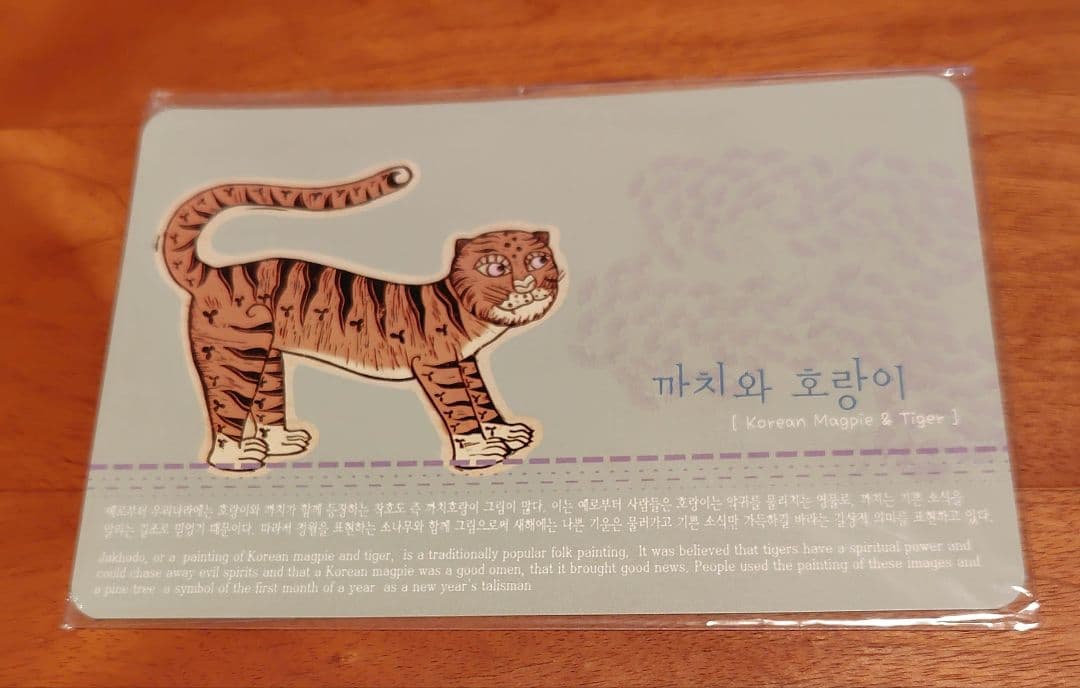 까치와 호랑이
[ Korean Magpie & Tiger ]
예로부터 우리나라에는 호랑이와 까치가 함께 등장하는 작호도 즉 까치호랑이 그림이 많다. 이는 예로부터 사람들은 호랑이는 악귀를 물리치는 영물로, 까치는 기쁜 소식을
알리는 길조로 믿었기 때문이다. 따라서 정월을 표현하는 소나무와 함께 그림으로써 새해에는 나쁜 기운은 물러가고 기쁜 소식만 가득하길 바라는 길상적 의미를 표현하고 있다.
Jakhodo, or a painting of Korean magpie and tiger, is a traditionally popular folk painting, It was believed that tigers have a spiritual power and
could chase away evil spirits and that a Korean magpie was a good omen, that it brought good news. People used the painting of these images and
a pine tree a symbol of the first month of a year as a new year's talisman